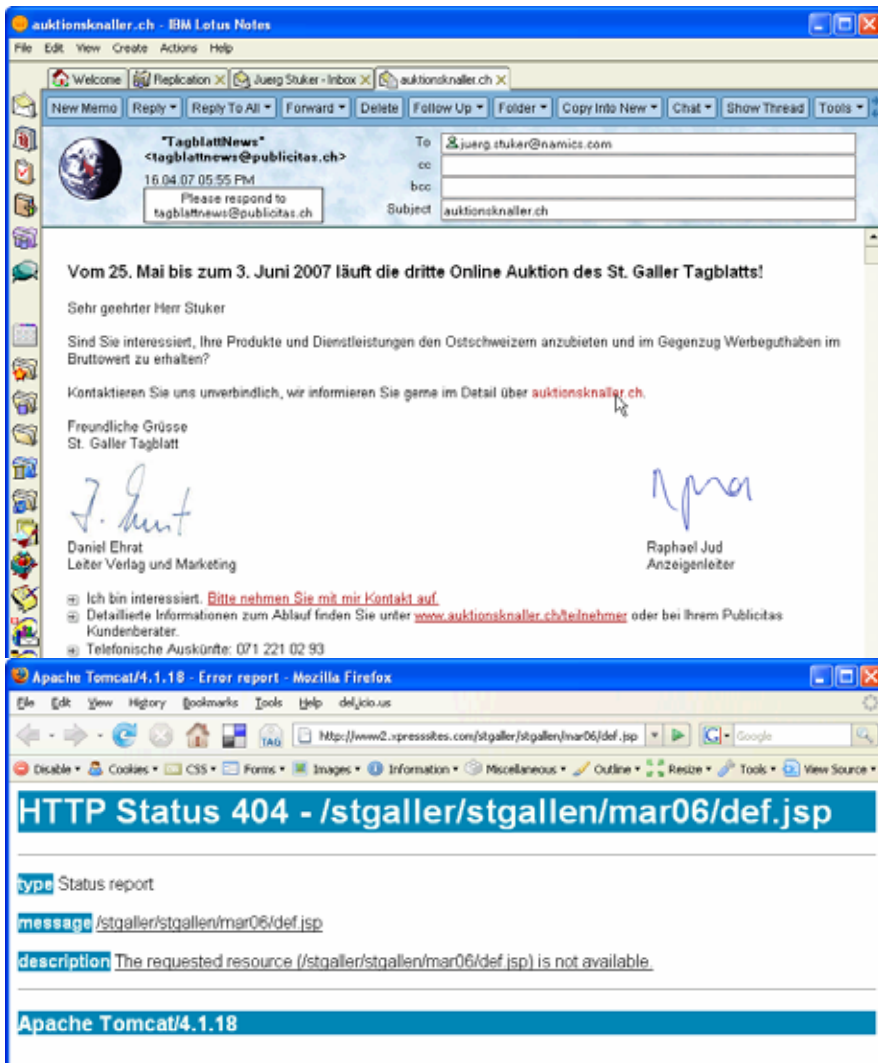 auktionsknaller.ch - IBM Lotus Notes
File Edit View Create Actions Help
Welcome Replication Juerg Stuker - Inbox auktionsknaller.ch
New Memo Reply Reply To All Forward Delete Follow Up Folder Copy Into New Chat Show Thread Tools
"TagblattNews"
<tagblattnews@publicitas.ch>
16.04.07 05:55 PM
Please respond to
tagblattnews@publicitas.ch
To juerg.stuker@namics.com
cc
bcc
Subject auktionsknaller.ch
Vom 25. Mai bis zum 3. Juni 2007 läuft die dritte Online Auktion des St. Galler Tagblatts!
Sehr geehrter Herr Stuker
Sind Sie interessiert, Ihre Produkte und Dienstleistungen den Ostschweizern anzubieten und im Gegenzug Werbeguthaben im
Bruttowert zu erhalten?
Kontaktieren Sie uns unverbindlich, wir informieren Sie gerne im Detail über auktionsknaller.ch.
Freundliche Grüsse
St. Galler Tagblatt
Daniel Ehrat
Leiter Verlag und Marketing
Raphael Jud
Anzeigenleiter
Ich bin interessiert. Bitte nehmen Sie mit mir Kontakt auf.
Detaillierte Informationen zum Ablauf finden Sie unter www.auktionsknaller.ch/teilnehmer oder bei Ihrem Publicitas
Kundenberater.
Telefonische Auskünfte: 071 221 02 93
Apache Tomcat/4.1.18 - Error report - Mozilla Firefox
File Edit View History Bookmarks Tools Help del.icio.us
TAG http://www2.xpresssites.com/stgaller/stgallen/mar06/def.jsp G Google
Disable Cookies CSS Forms Images Information Miscellaneous Outline Resize Tools View Source
HTTP Status 404 - /stgaller/stgallen/mar06/def.jsp
type Status report
message /stgaller/stgallen/mar06/def.jsp
description The requested resource (/stgaller/stgallen/mar06/def.jsp) is not available.
Apache Tomcat/4.1.18